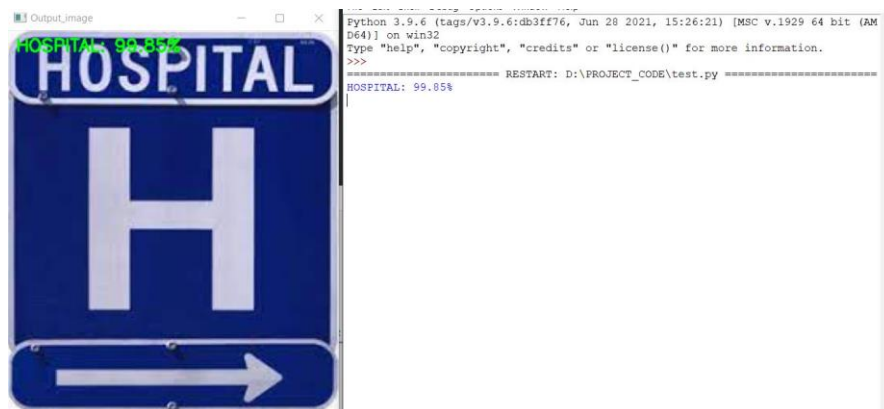 Output_image
HOSPITAL: 99.85%
HOSPITAL
H
Python 3.9.6 (tags/v3.9.6:db3ff76, Jun 28 2021, 15:26:21) [MSC v.1929 64 bit (AM
D64)] on win32
Type "help", "copyright", "credits" or "license()" for more information.
>>>
======================= RESTART: D:\PROJECT_CODE\test.py =======================
HOSPITAL: 99.85%